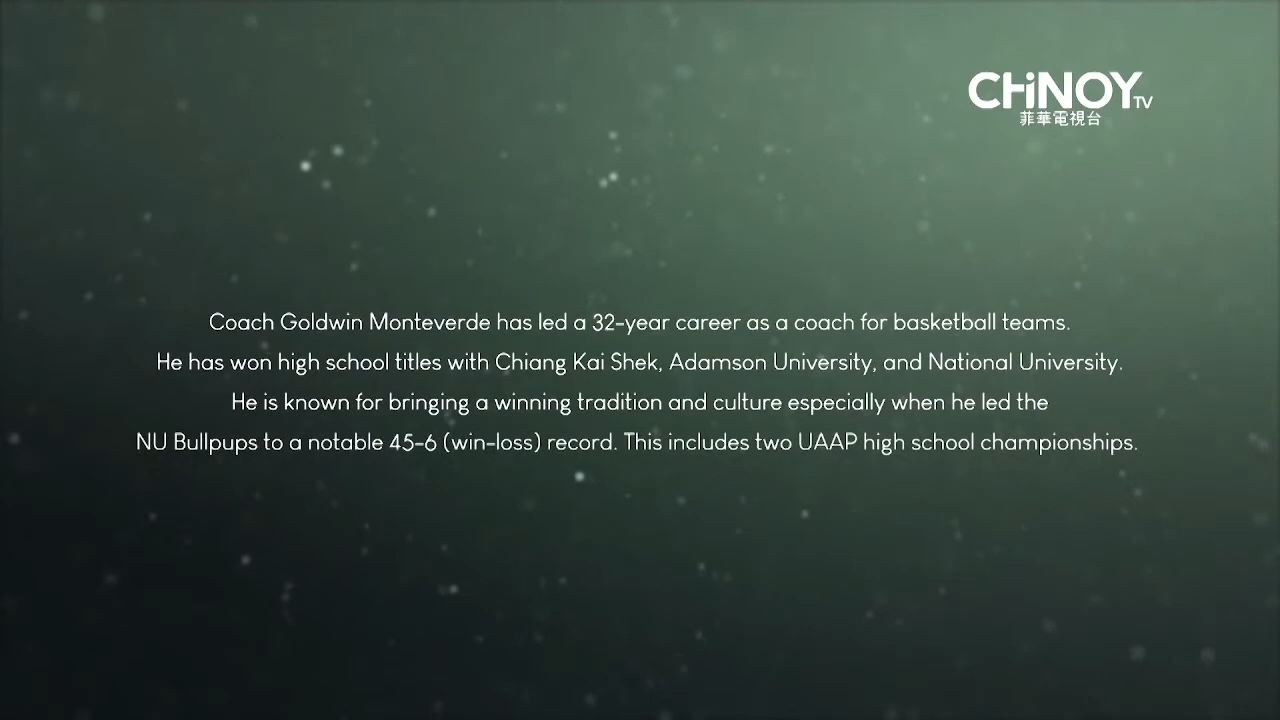 CHiNOY TV
菲華電視台
Coach Goldwin Monteverde has led a 32-year career as a coach for basketball teams.
He has won high school titles with Chiang Kai Shek, Adamson University, and National University.
He is known for bringing a winning tradition and culture especially when he led the
NU Bullpups to a notable 45-6 (win-loss) record. This includes two UAAP high school championships.